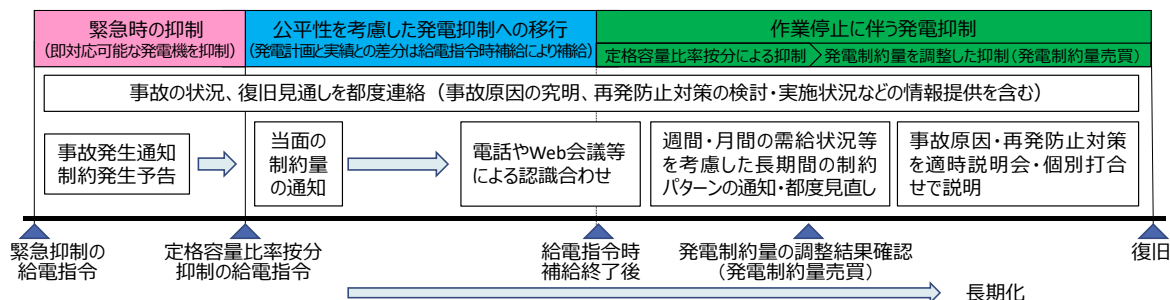 緊急時の抑制
(即対応可能な発電機を抑制)
公平性を考慮した発電抑制への移行
(発電計画と実績との差分は給電指令時補給により補給)
作業停止に伴う発電抑制
定格容量比率按分による抑制
発電制約量を調整した抑制(発電制約量売買)
事故の状況、復旧見通しを都度連絡（事故原因の究明、再発防止対策の検討・実施状況などの情報提供を含む）
事故発生通知
制約発生予告
当面の
制約量
の通知
電話やWeb会議等
による認識合わせ
週間・月間の需給状況等
を考慮した長期間の制約
パターンの通知・都度見直し
事故原因・再発防止対策
を適時説明会・個別打合
せで説明
緊急抑制の
給電指令
定格容量比率按分
抑制の給電指令
給電指令時
補給終了後
発電制約量の調整結果確認
(発電制約量売買)
復旧
長期化